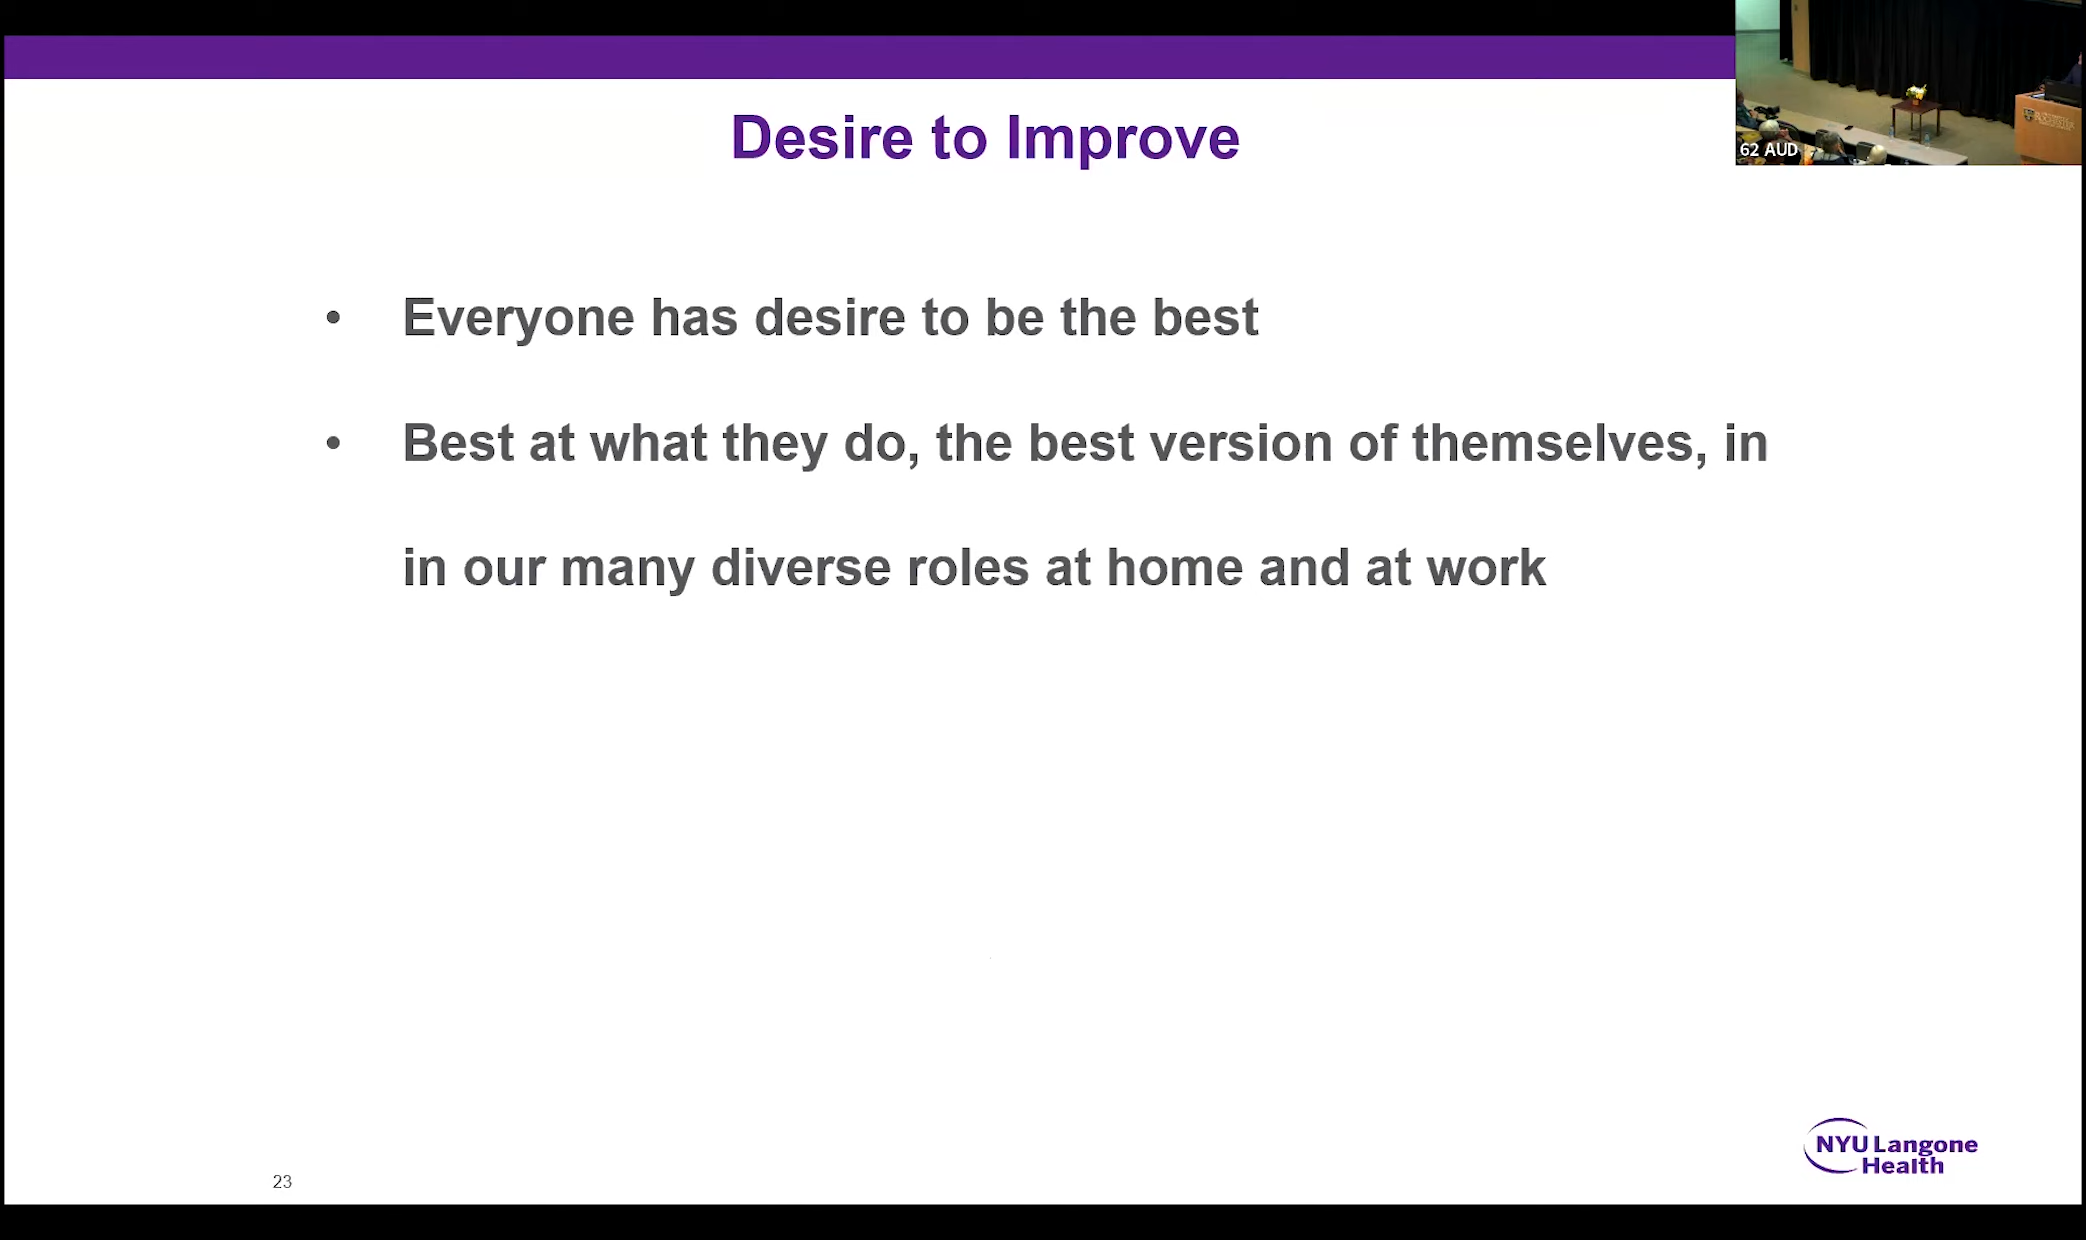 Desire to Improve
62 AUD
• Everyone has desire to be the best
• Best at what they do, the best version of themselves, in
in our many diverse roles at home and at work
NYU Langone
Health
23